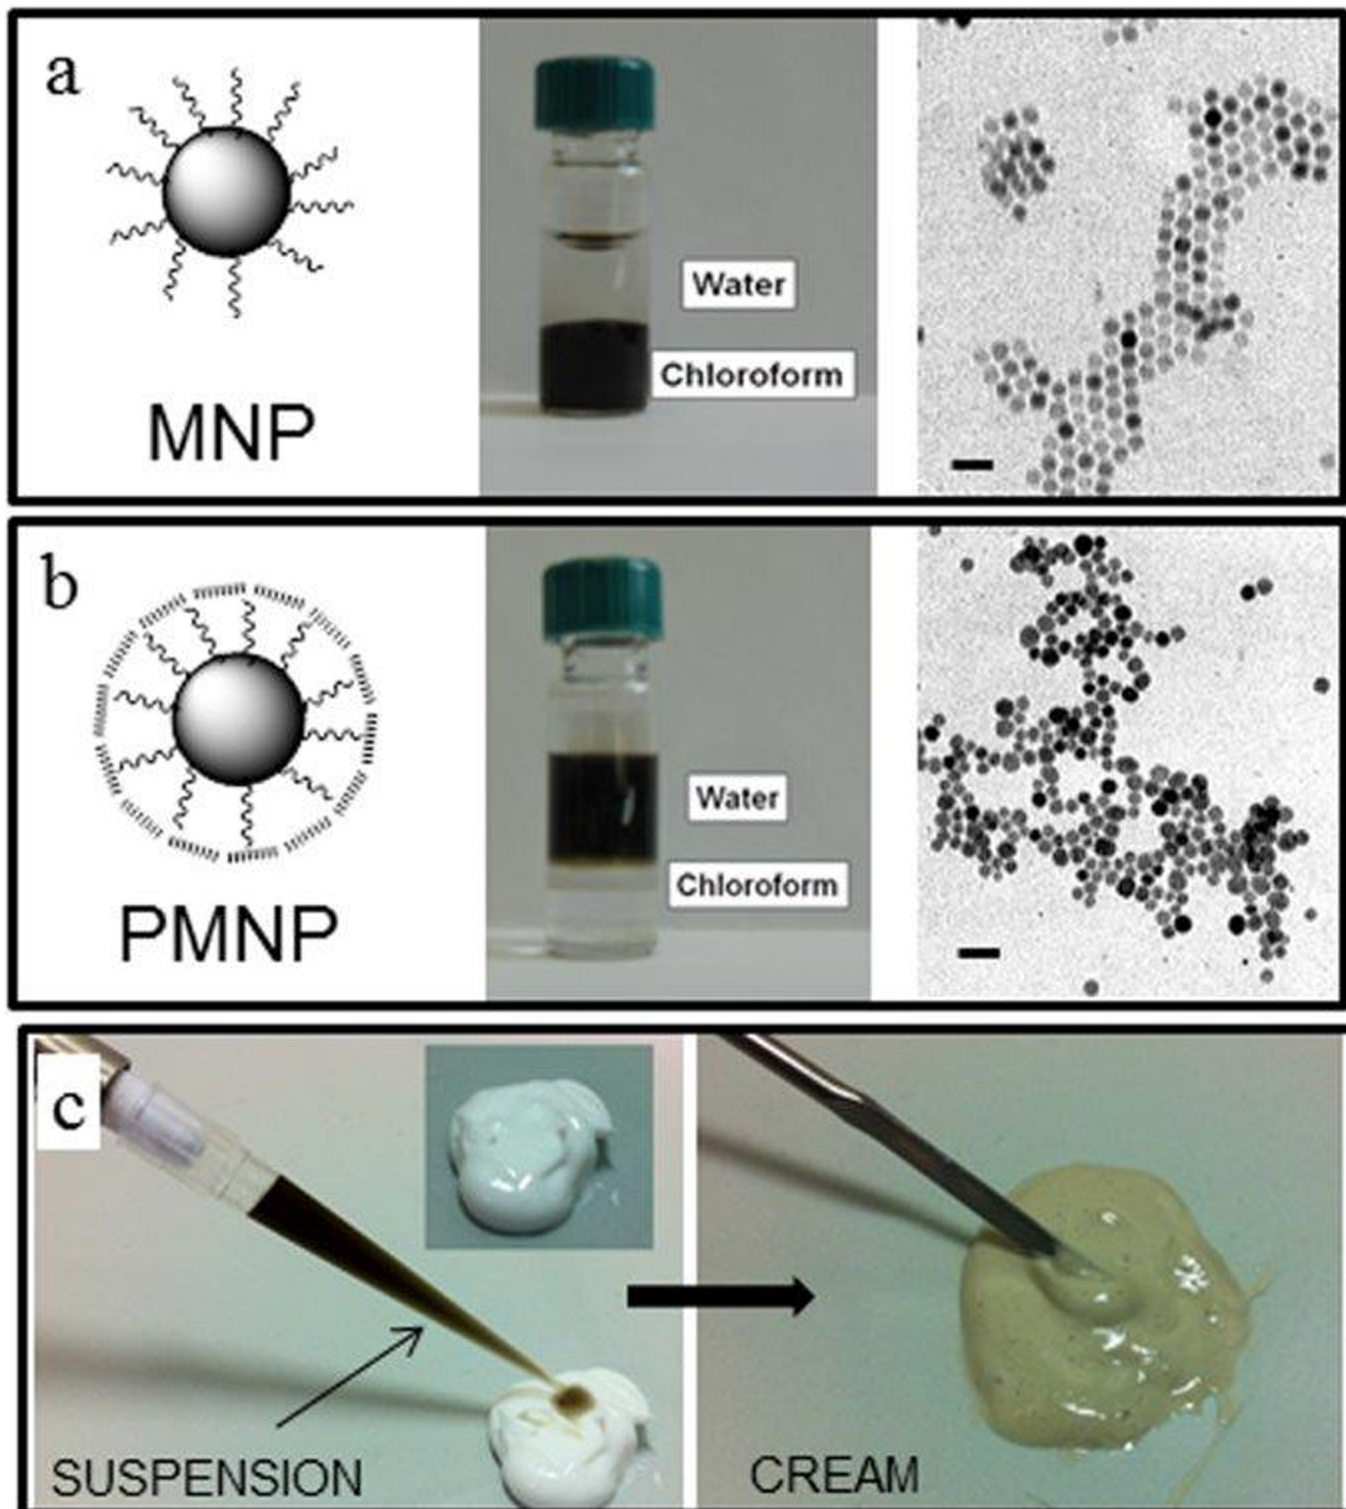 a
Water
Chloroform
MNP
b
Water
Chloroform
PMNP
c
SUSPENSION
CREAM